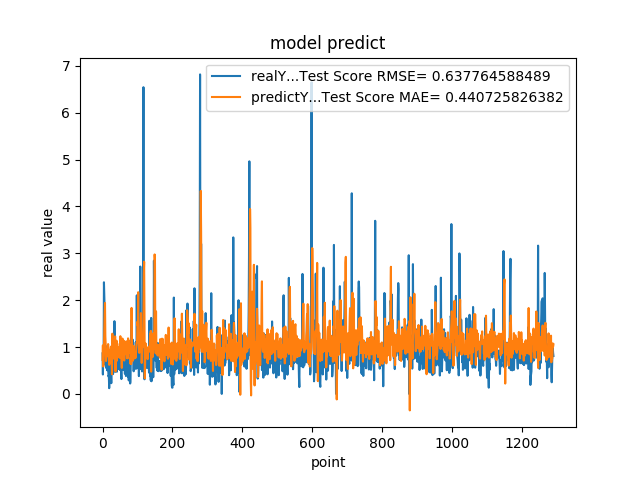 model predict
realY...Test Score RMSE= 0.637764588489
predictY...Test Score MAE= 0.440725826382
real value
7
6
5
4
3
2
1
0
0 200 400 600 800 1000 1200
point